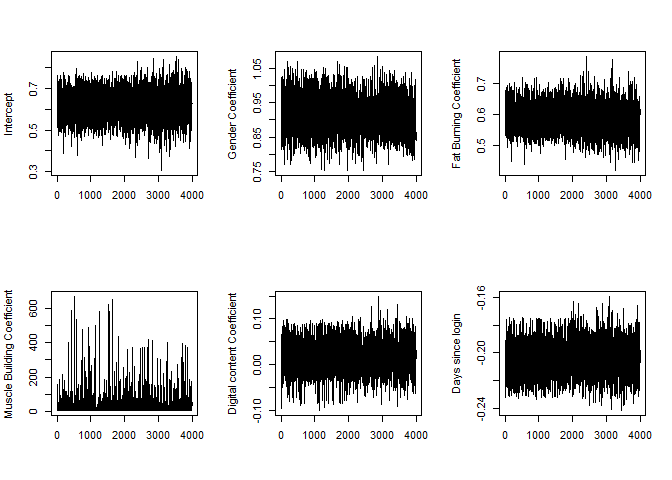 Intercept
0.3 0.5 0.7
0 1000 2000 3000 4000
Gender Coefficient
0.75 0.85 0.95 1.05
0 1000 2000 3000 4000
Fat Burning Coefficient
0.5 0.6 0.7
0 1000 2000 3000 4000
Muscle Building Coefficient
0 200 400 600
0 1000 2000 3000 4000
Digital content Coefficient
-0.10 0.00 0.10
0 1000 2000 3000 4000
Days since login
-0.24 -0.20 -0.16
0 1000 2000 3000 4000